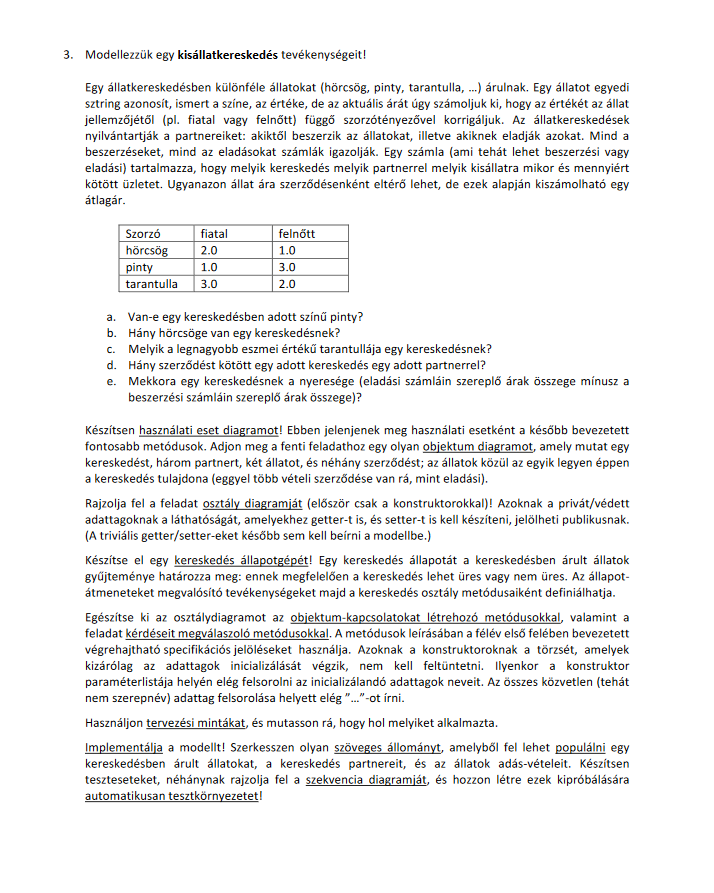 3. Modellezzük egy kisállatkereskedés tevékenységeit!
Egy állatkereskedésben különféle állatokat (hörcsög, pinty, tarantulla, …) árulnak. Egy állatot egyedi
sztring azonosít, ismert a színe, az értéke, de az aktuális árát úgy számoljuk ki, hogy az értékét az állat
jellemzőjétől (pl. fiatal vagy felnőtt) függő szorzótényezővel korrigáljuk. Az állatkereskedések
nyilvántartják a partnereiket: akiktől beszerzik az állatokat, illetve akiknek eladják azokat. Mind a
beszerzéseket, mind az eladásokat számlák igazolják. Egy számla (ami tehát lehet beszerzési vagy
eladási) tartalmazza, hogy melyik kereskedés melyik partnerrel melyik kisállatra mikor és mennyiért
kötött üzletet. Ugyanazon állat ára szerződésenként eltérő lehet, de ezek alapján kiszámolható egy
átlagár.
Szorzó fiatal felnőtt
hörcsög 2.0 1.0
pinty 1.0 3.0
tarantulla 3.0 2.0
a. Van-e egy kereskedésben adott színű pinty?
b. Hány hörcsöge van egy kereskedésnek?
c. Melyik a legnagyobb eszmei értékű tarantullája egy kereskedésnek?
d. Hány szerződést kötött egy adott kereskedés egy adott partnerrel?
e. Mekkora egy kereskedésnek a nyeresége (eladási számláin szereplő árak összege mínusz a
beszerzési számláin szereplő árak összege)?
Készítsen használati eset diagramot! Ebben jelenjenek meg használati esetként a később bevezetett
fontosabb metódusok. Adjon meg a fenti feladathoz egy olyan objektum diagramot, amely mutat egy
kereskedést, három partnert, két állatot, és néhány szerződést; az állatok közül az egyik legyen éppen
a kereskedés tulajdona (eggyel több vételi szerződése van rá, mint eladási).
Rajzolja fel a feladat osztály diagramját (először csak a konstruktorokkal)! Azoknak a privát/védett
adattagoknak a láthatóságát, amelyekhez getter-t is, és setter-t is kell készíteni, jelölheti publikusnak.
(A triviális getter/setter-eket később sem kell beírni a modellbe.)
Készítse el egy kereskedés állapotgépét! Egy kereskedés állapotát a kereskedésben árult állatok
gyűjteménye határozza meg: ennek megfelelően a kereskedés lehet üres vagy nem üres. Az állapot-
átmeneteket megvalósító tevékenységeket majd a kereskedés osztály metódusaiként definiálhatja.
Egészítse ki az osztálydiagramot az objektum-kapcsolatokat létrehozó metódusokkal, valamint a
feladat kérdéseit megválaszoló metódusokkal. A metódusok leírásában a félév első felében bevezetett
végrehajtható specifikációs jelöléseket használja. Azoknak a konstruktoroknak a törzsét, amelyek
kizárólag az adattagok inicializálását végzik, nem kell feltüntetni. Ilyenkor a konstruktor
paraméterlistája helyén elég felsorolni az inicializálandó adattagok neveit. Az összes közvetlen (tehát
nem szerepnév) adattag felsorolása helyett elég ”…”-ot írni.
Használjon tervezési mintákat, és mutasson rá, hogy hol melyiket alkalmazta.
Implementálja a modellt! Szerkesszen olyan szöveges állományt, amelyből fel lehet populálni egy
kereskedésben árult állatokat, a kereskedés partnereit, és az állatok adás-vételeit. Készítsen
teszteseteket, néhánynak rajzolja fel a szekvencia diagramját, és hozzon létre ezek kipróbálására
automatikusan tesztkörnyezetet!